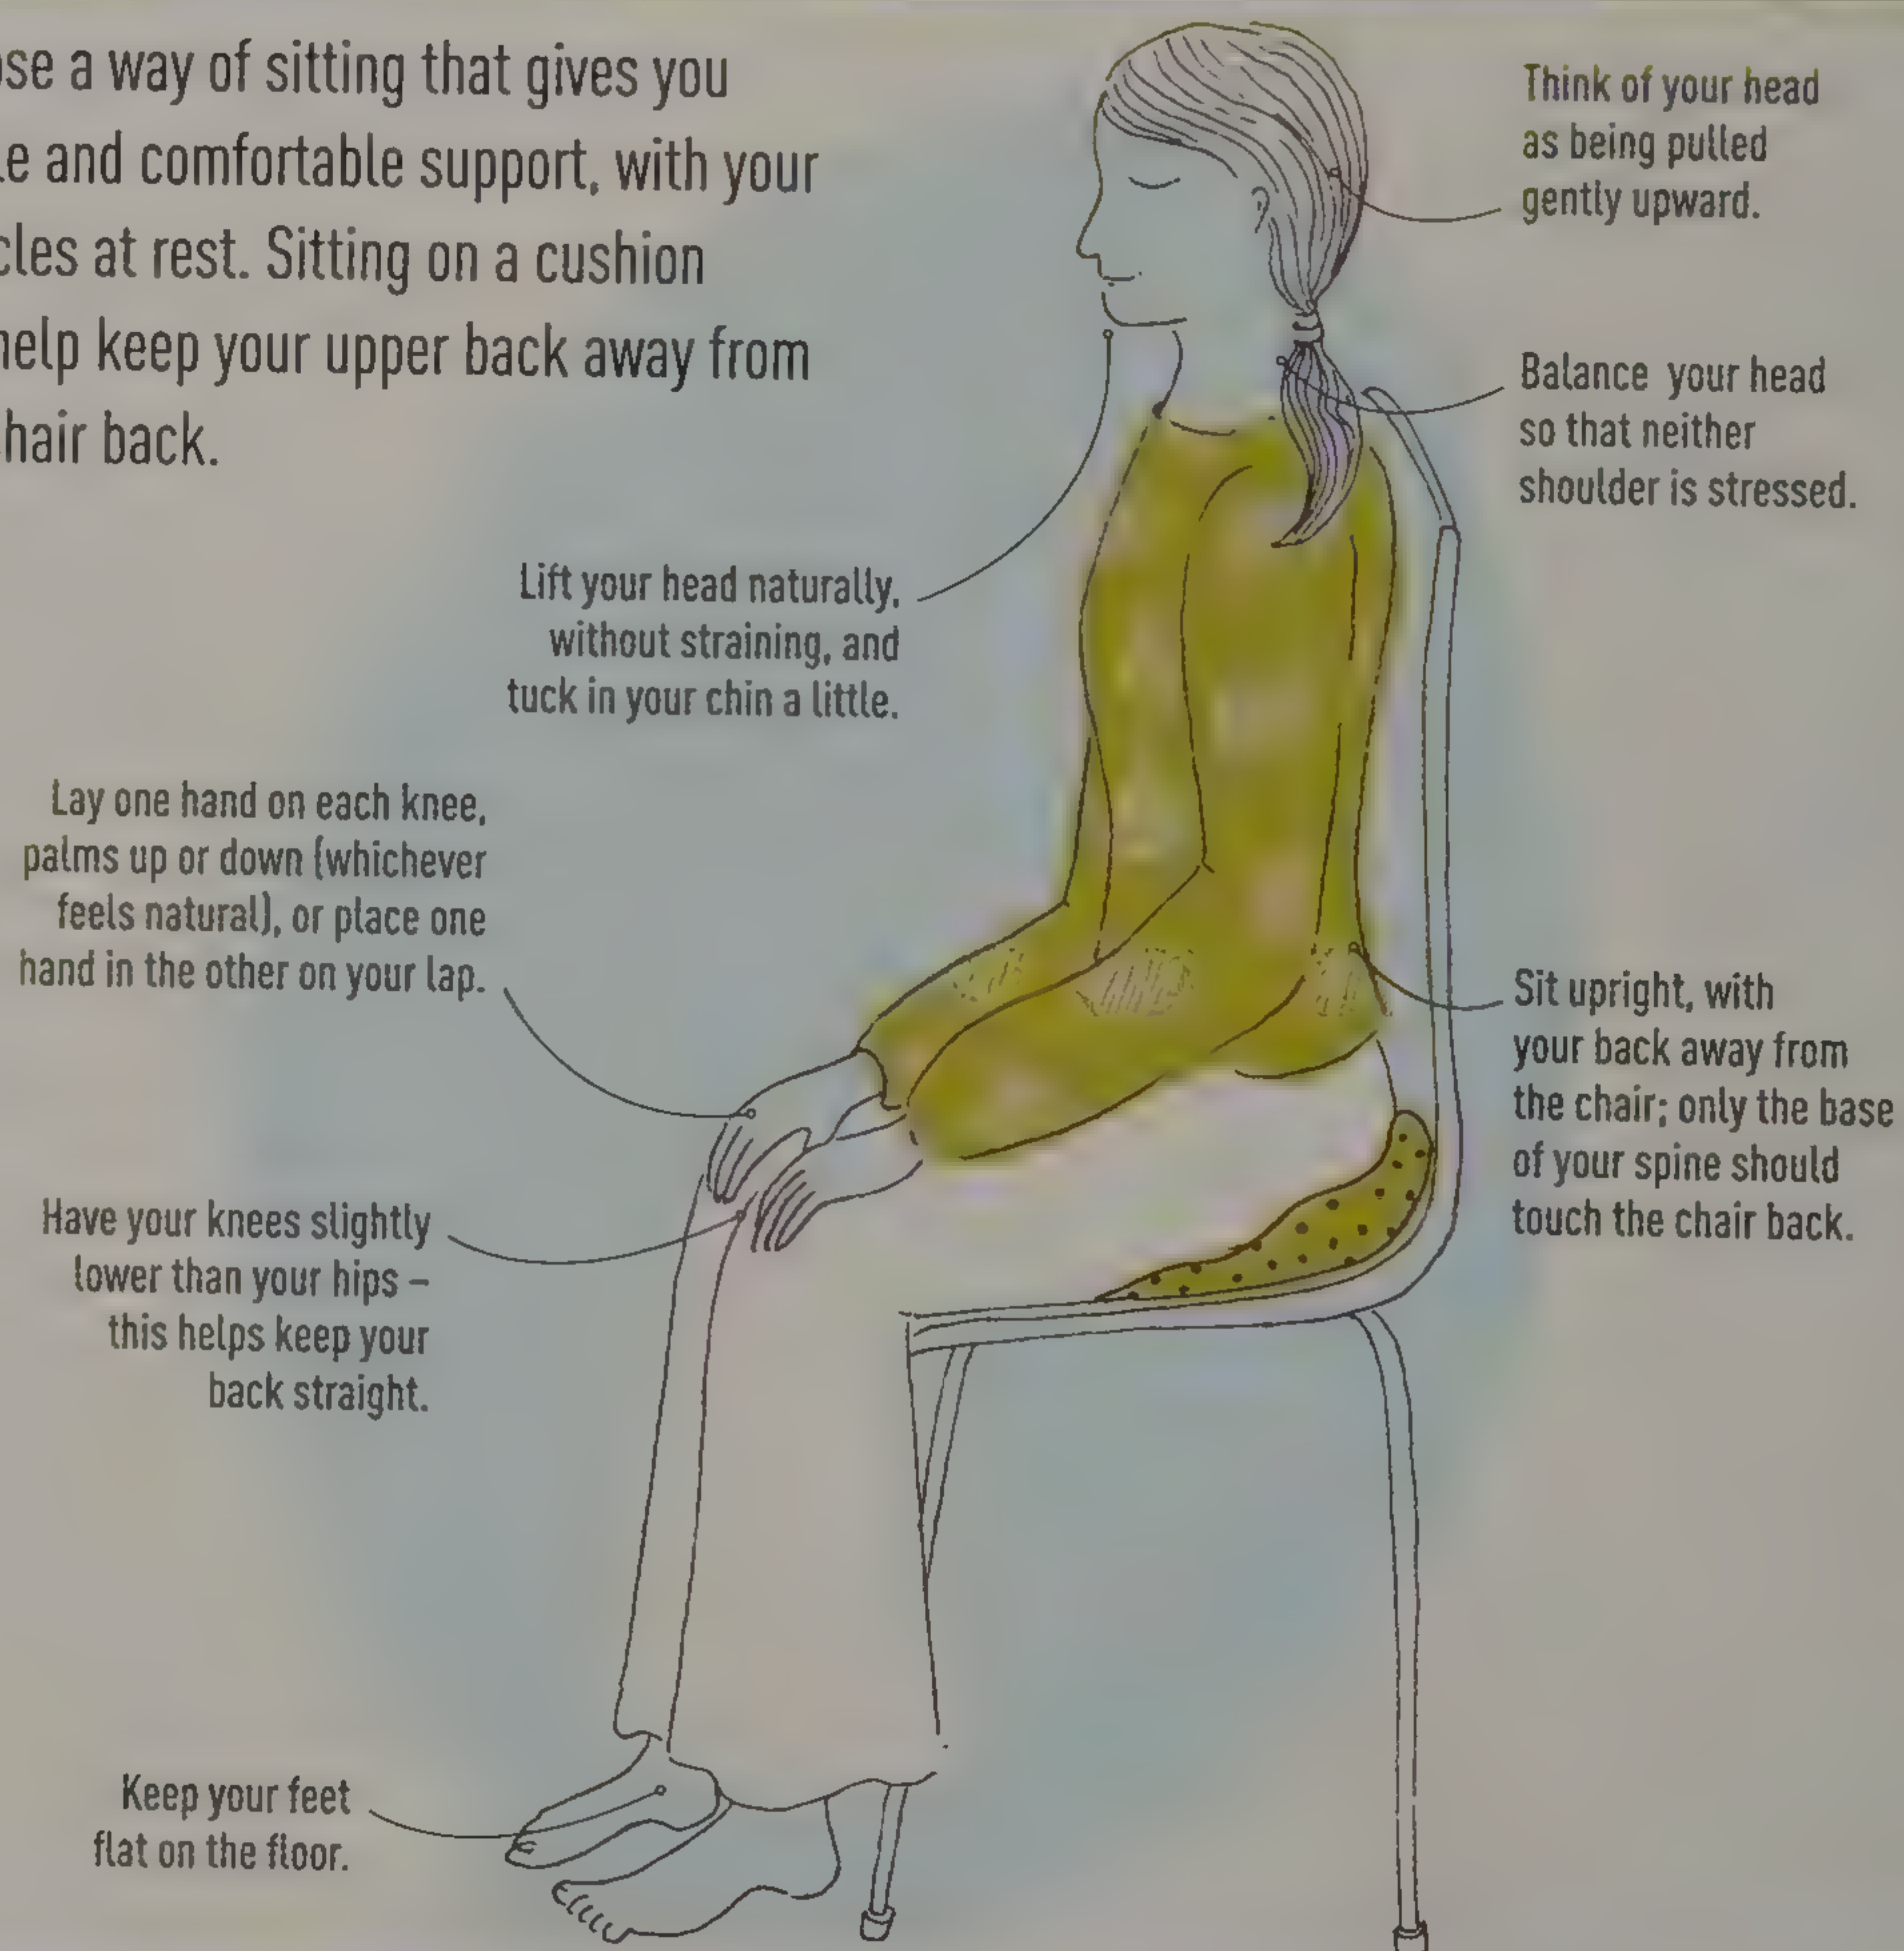 a way of sitting that gives you
and comfortable support, with your
at rest. Sitting on a cushion
help keep your upper back away from
back.
Think of your head
as being pulled
gently upward.
Balance your head
so that neither
shoulder is stressed.
Lift your head naturally,
without straining, and
tuck in your chin a little.
Lay one hand on each knee,
palms up or down (whichever
feels natural), or place one
hand in the other on your lap.
Sit upright, with
your back away from
the chair; only the base
of your spine should
touch the chair back.
Have your knees slightly
lower than your hips –
this helps keep your
back straight.
Keep your feet
flat on the floor.